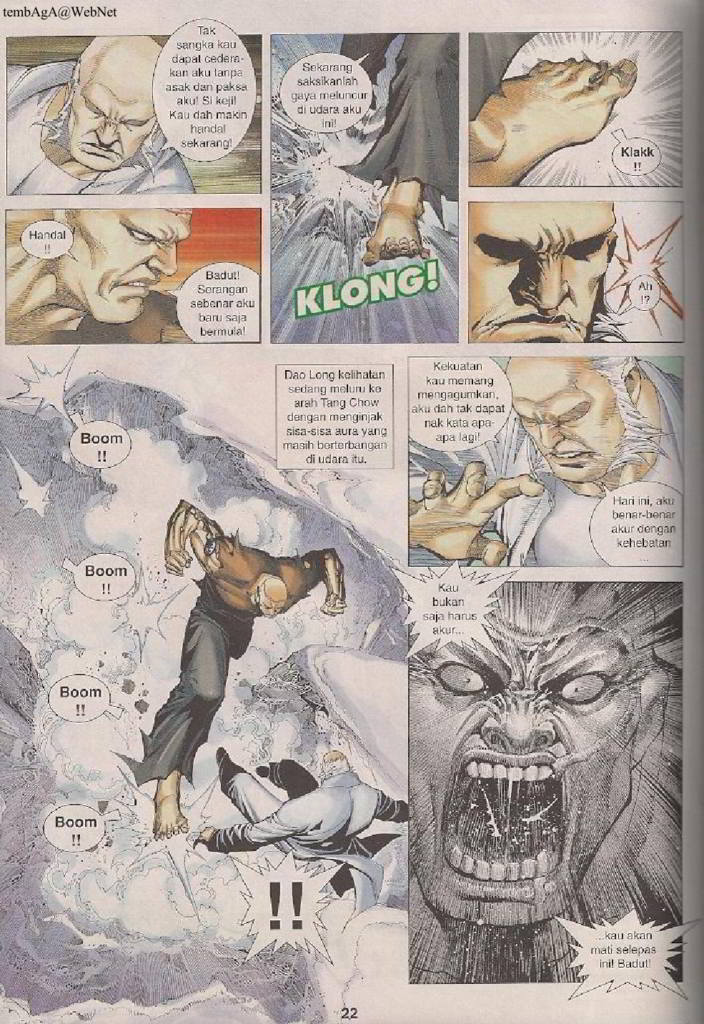 tembAgA@WebNet
Tak
sangka kau
dapat cedera-
kan aku tanpa
asak dan paksa
aku! Si keji!
Kau dah makin
handal
sekarang!
Sekarang
saksikanlah
gaya meluncur
di udara aku
ini!
KLONG!
Klakk
!!
Handal
!!
Badut!
Serangan
sebenar aku
baru saja
bermula!
Ah
!?
Boom
!!
Boom
!!
Boom
!!
Boom
!!
Dao Long kelihatan
sedang meluru ke
arah Tang Chow
dengan menginjak
sisa-sisa aura yang
masih berterbangan
di udara itu.
!!
Kekuatan
kau memang
mengagumkan,
aku dah tak dapat
nak kata apa-
apa lagi!
Hari ini, aku
benar-benar
akur dengan
kehebatan
...
Kau
bukan
saja harus
akur...
...kau akan
mati selepas
ini! Badut!
22